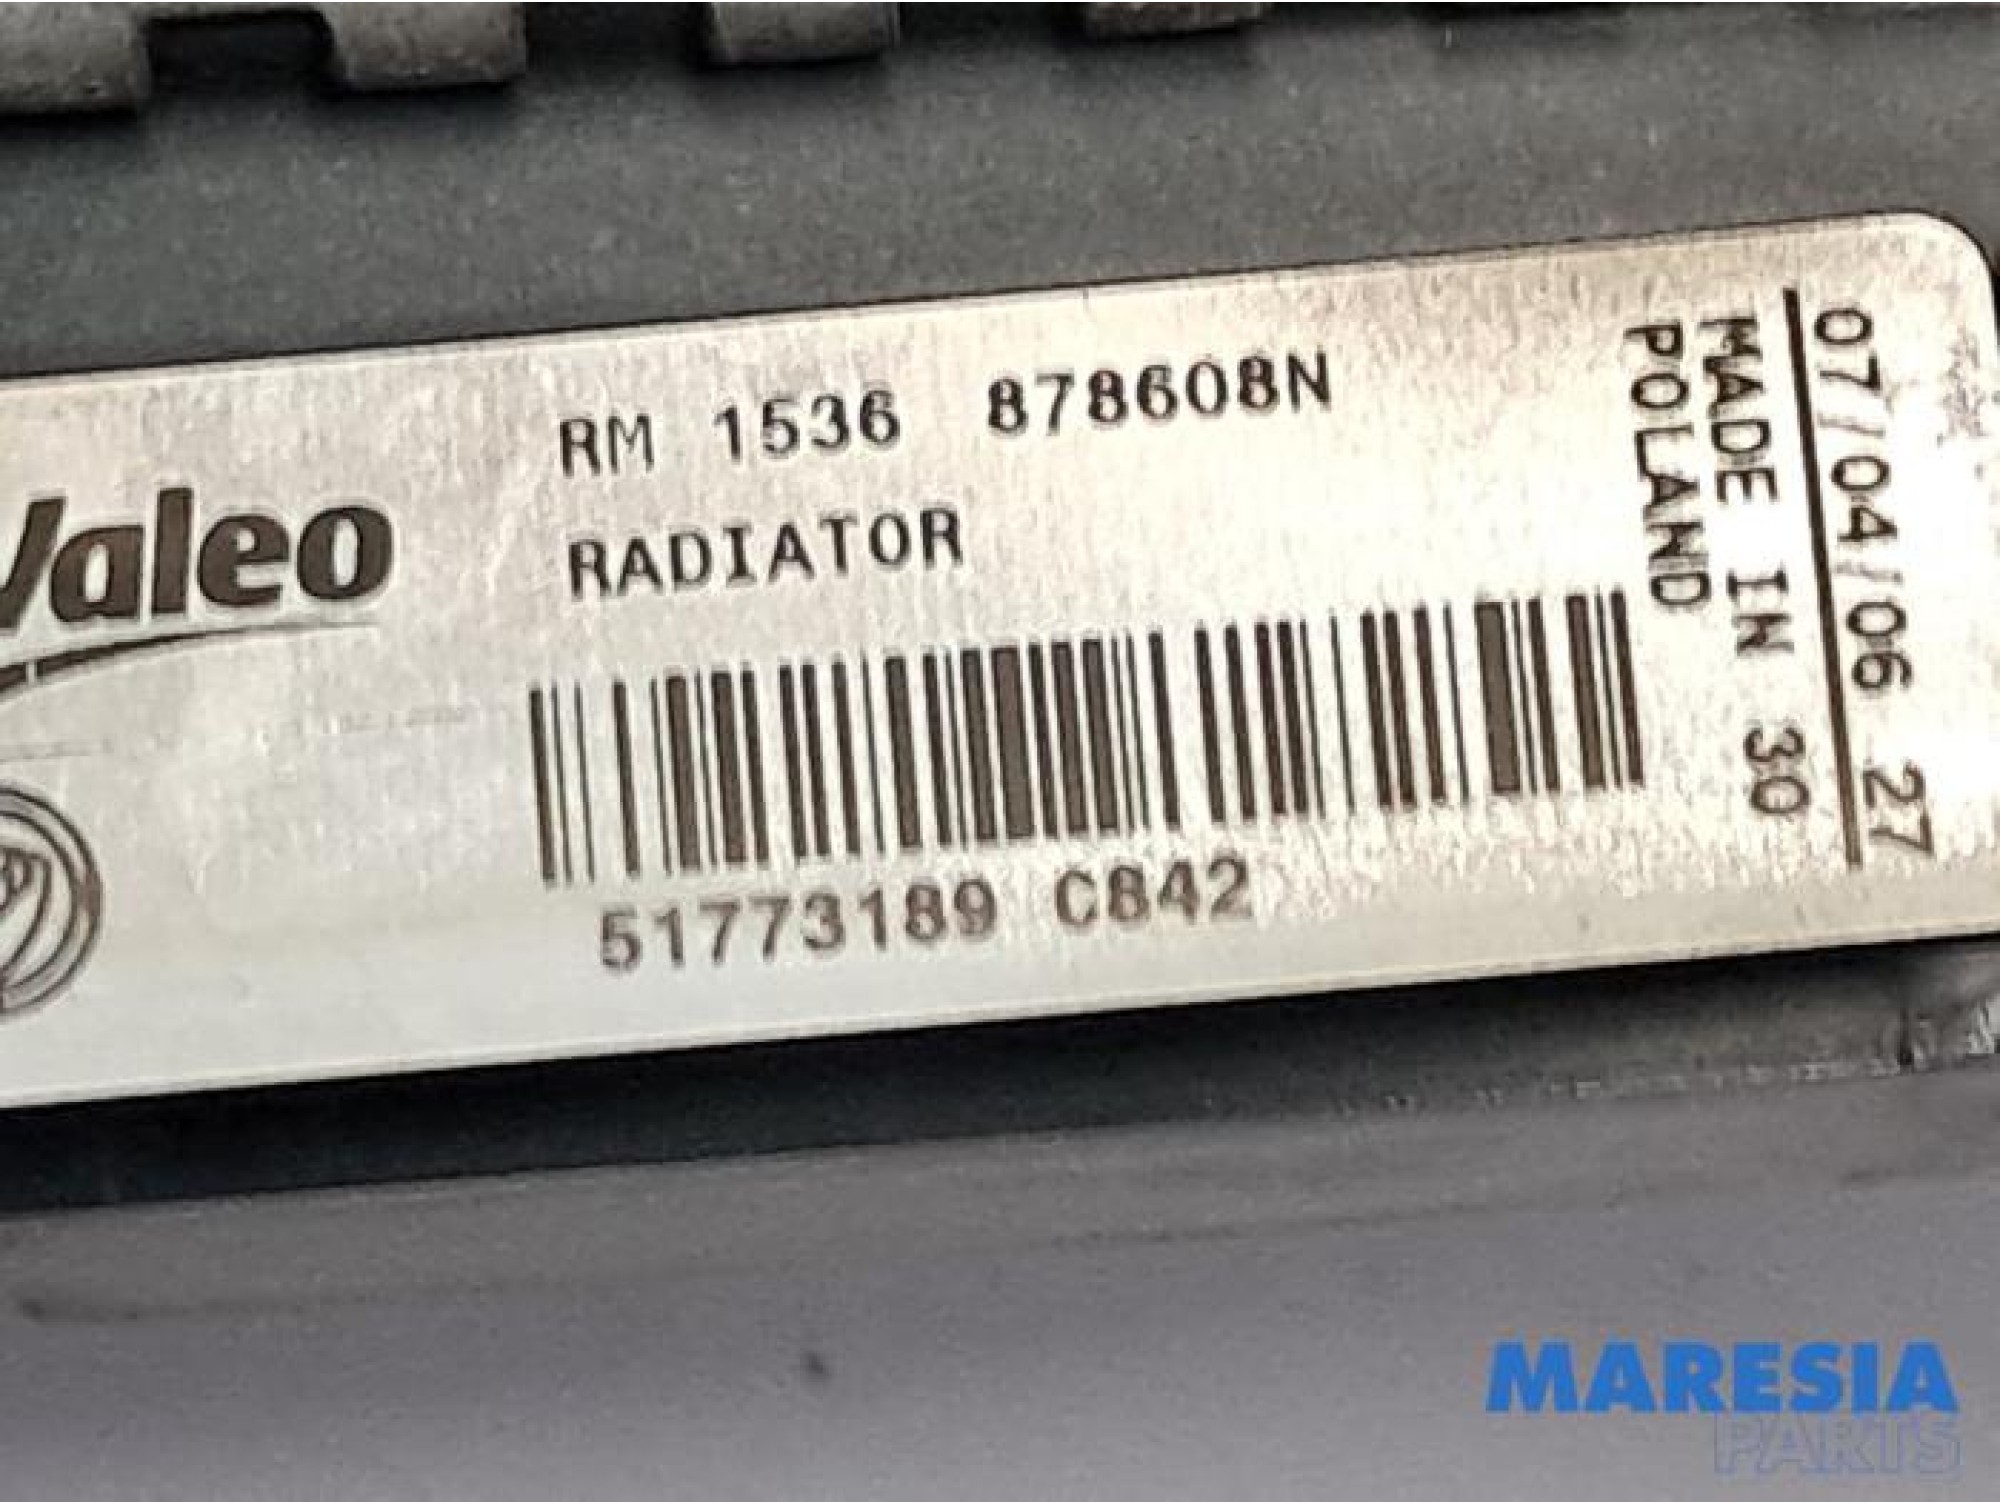 Valeo
RM 1536 878608N
RADIATOR
51773189 C842
MADE IN 30
POLAND
07/04/06 27
MARESIA
PARTS